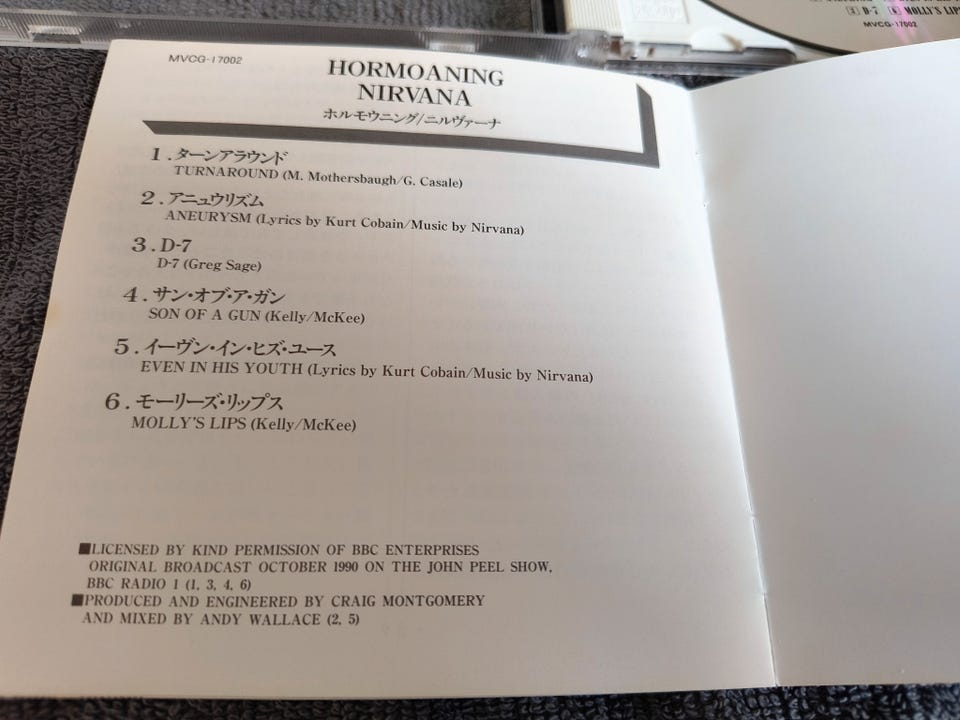 MVCG-17002
HORMOANING
NIRVANA
ホルモウニング/ニルヴァーナ
1.ターンアラウンド
TURNAROUND (M. Mothersbaugh/G. Casale)
2.アニュウリズム
ANEURYSM (Lyrics by Kurt Cobain/Music by Nirvana)
3.D-7
D-7 (Greg Sage)
4.サン・オブ・ア・ガン
SON OF A GUN (Kelly/McKee)
5.イーヴン・イン・ヒズ・ユース
EVEN IN HIS YOUTH (Lyrics by Kurt Cobain/Music by Nirvana)
6.モーリーズ・リップス
MOLLY'S LIPS (Kelly/McKee)
■LICENSED BY KIND PERMISSION OF BBC ENTERPRISES
ORIGINAL BROADCAST OCTOBER 1990 ON THE JOHN PEEL SHOW,
BBC RADIO 1 (1, 3, 4, 6)
■PRODUCED AND ENGINEERED BY CRAIG MONTGOMERY
AND MIXED BY ANDY WALLACE (2, 5)
3 D-7 6 MOLLY'S LIPS
MVCG-17002